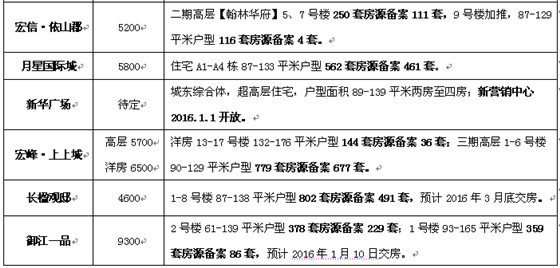 宏信·依山郡
5200
二期高层【翰林华府】5、7 号楼 250 套房源备案 111 套，9 号楼加推，87-129
平米户型 116 套房源备案 4 套。
月星国际城
5800
住宅 A1-A4 栋 87-133 平米户型 562 套房源备案 461 套。
新华广场
待定
城东综合体，超高层住宅，户型面积 89-139 平米两房至四房；新营销中心
2016.1.1 开放。
宏峰·上上城
高层 5700
洋房 6500
洋房 13-17 号楼 132-176 平米户型 144 套房源备案 36 套；三期高层 1-6 号楼
90-129 平米户型 779 套房源备案 677 套。
长楹观邸
4600
1-8 号楼 87-138 平米户型 802 套房源备案 491 套，预计 2016 年 3 月底交房。
御江一品
9300
2 号楼 61-139 平米户型 378 套房源备案 229 套；1 号楼 93-165 平米户型 359
套房源备案 86 套，预计 2016 年 1 月 10 日交房。